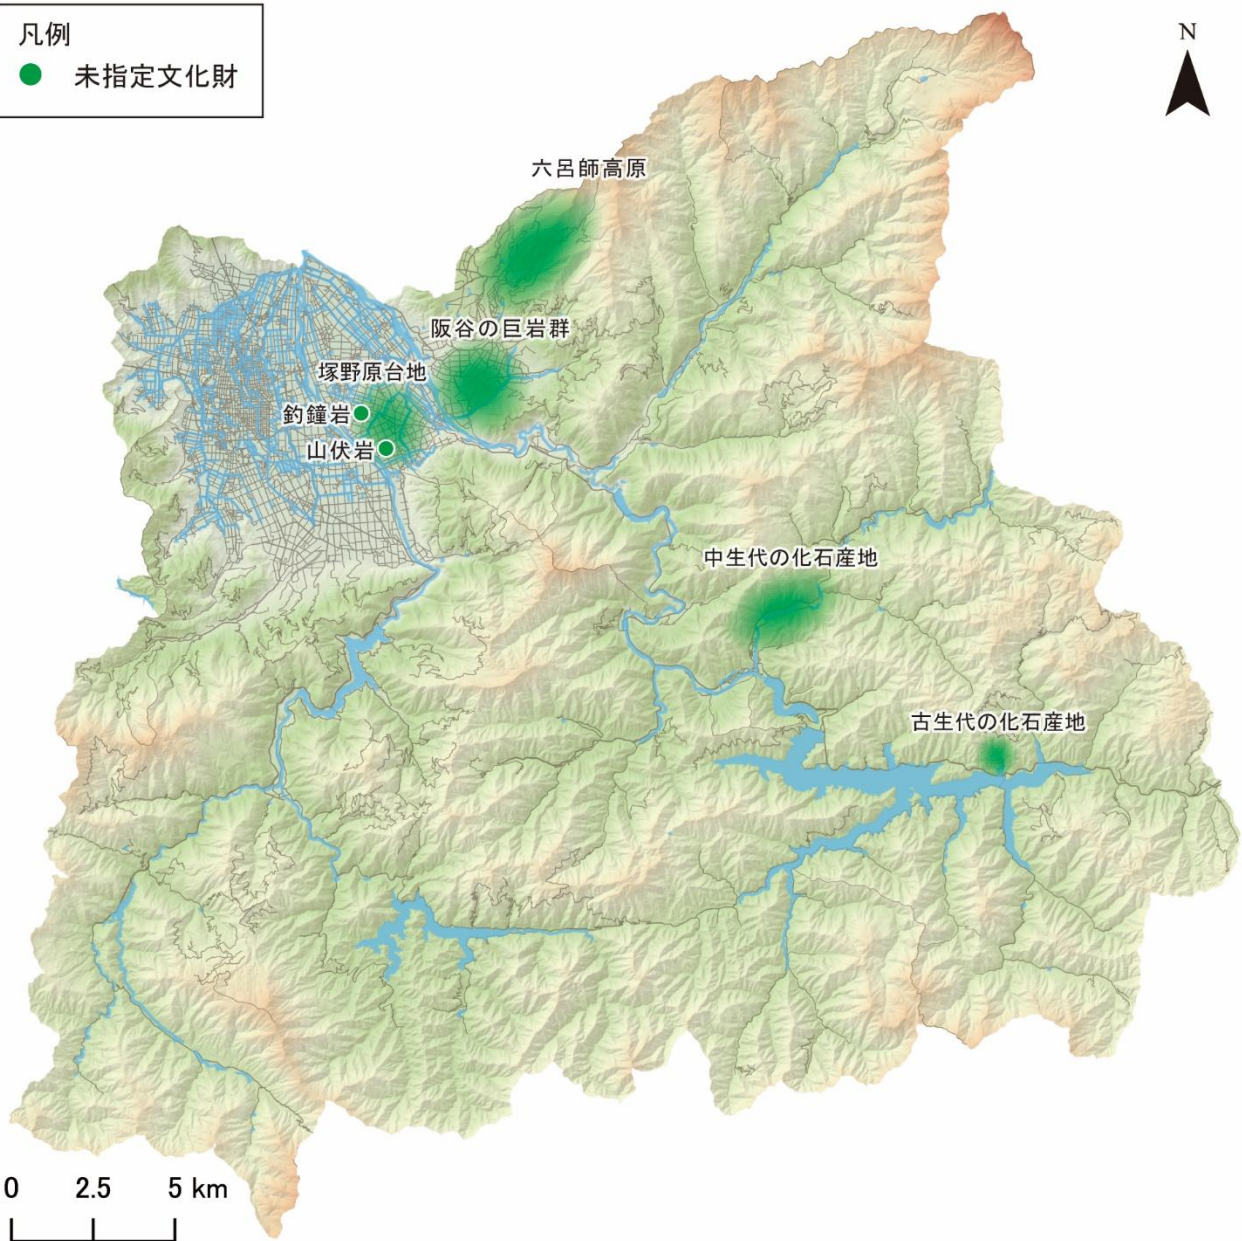 凡例
未指定文化財
N
六呂師高原
阪谷の巨岩群
塚野原台地
釣鐘岩
山伏岩
中生代の化石産地
古生代の化石産地
0 2.5 5 km